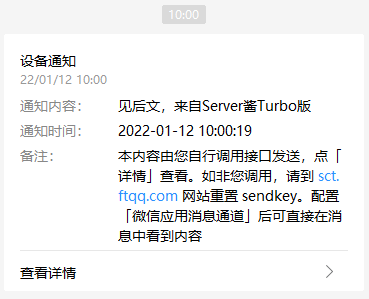 10:00
设备通知
22/01/12 10:00
通知内容： 见后文，来自Server酱Turbo版
通知时间： 2022-01-12 10:00:19
备注： 本内容由您自行调用接口发送，点「
详情」查看。如非您调用，请到 sct.
ftqq.com 网站重置 sendkey。配置
「微信应用消息通道」后可直接在消
息中看到内容
查看详情